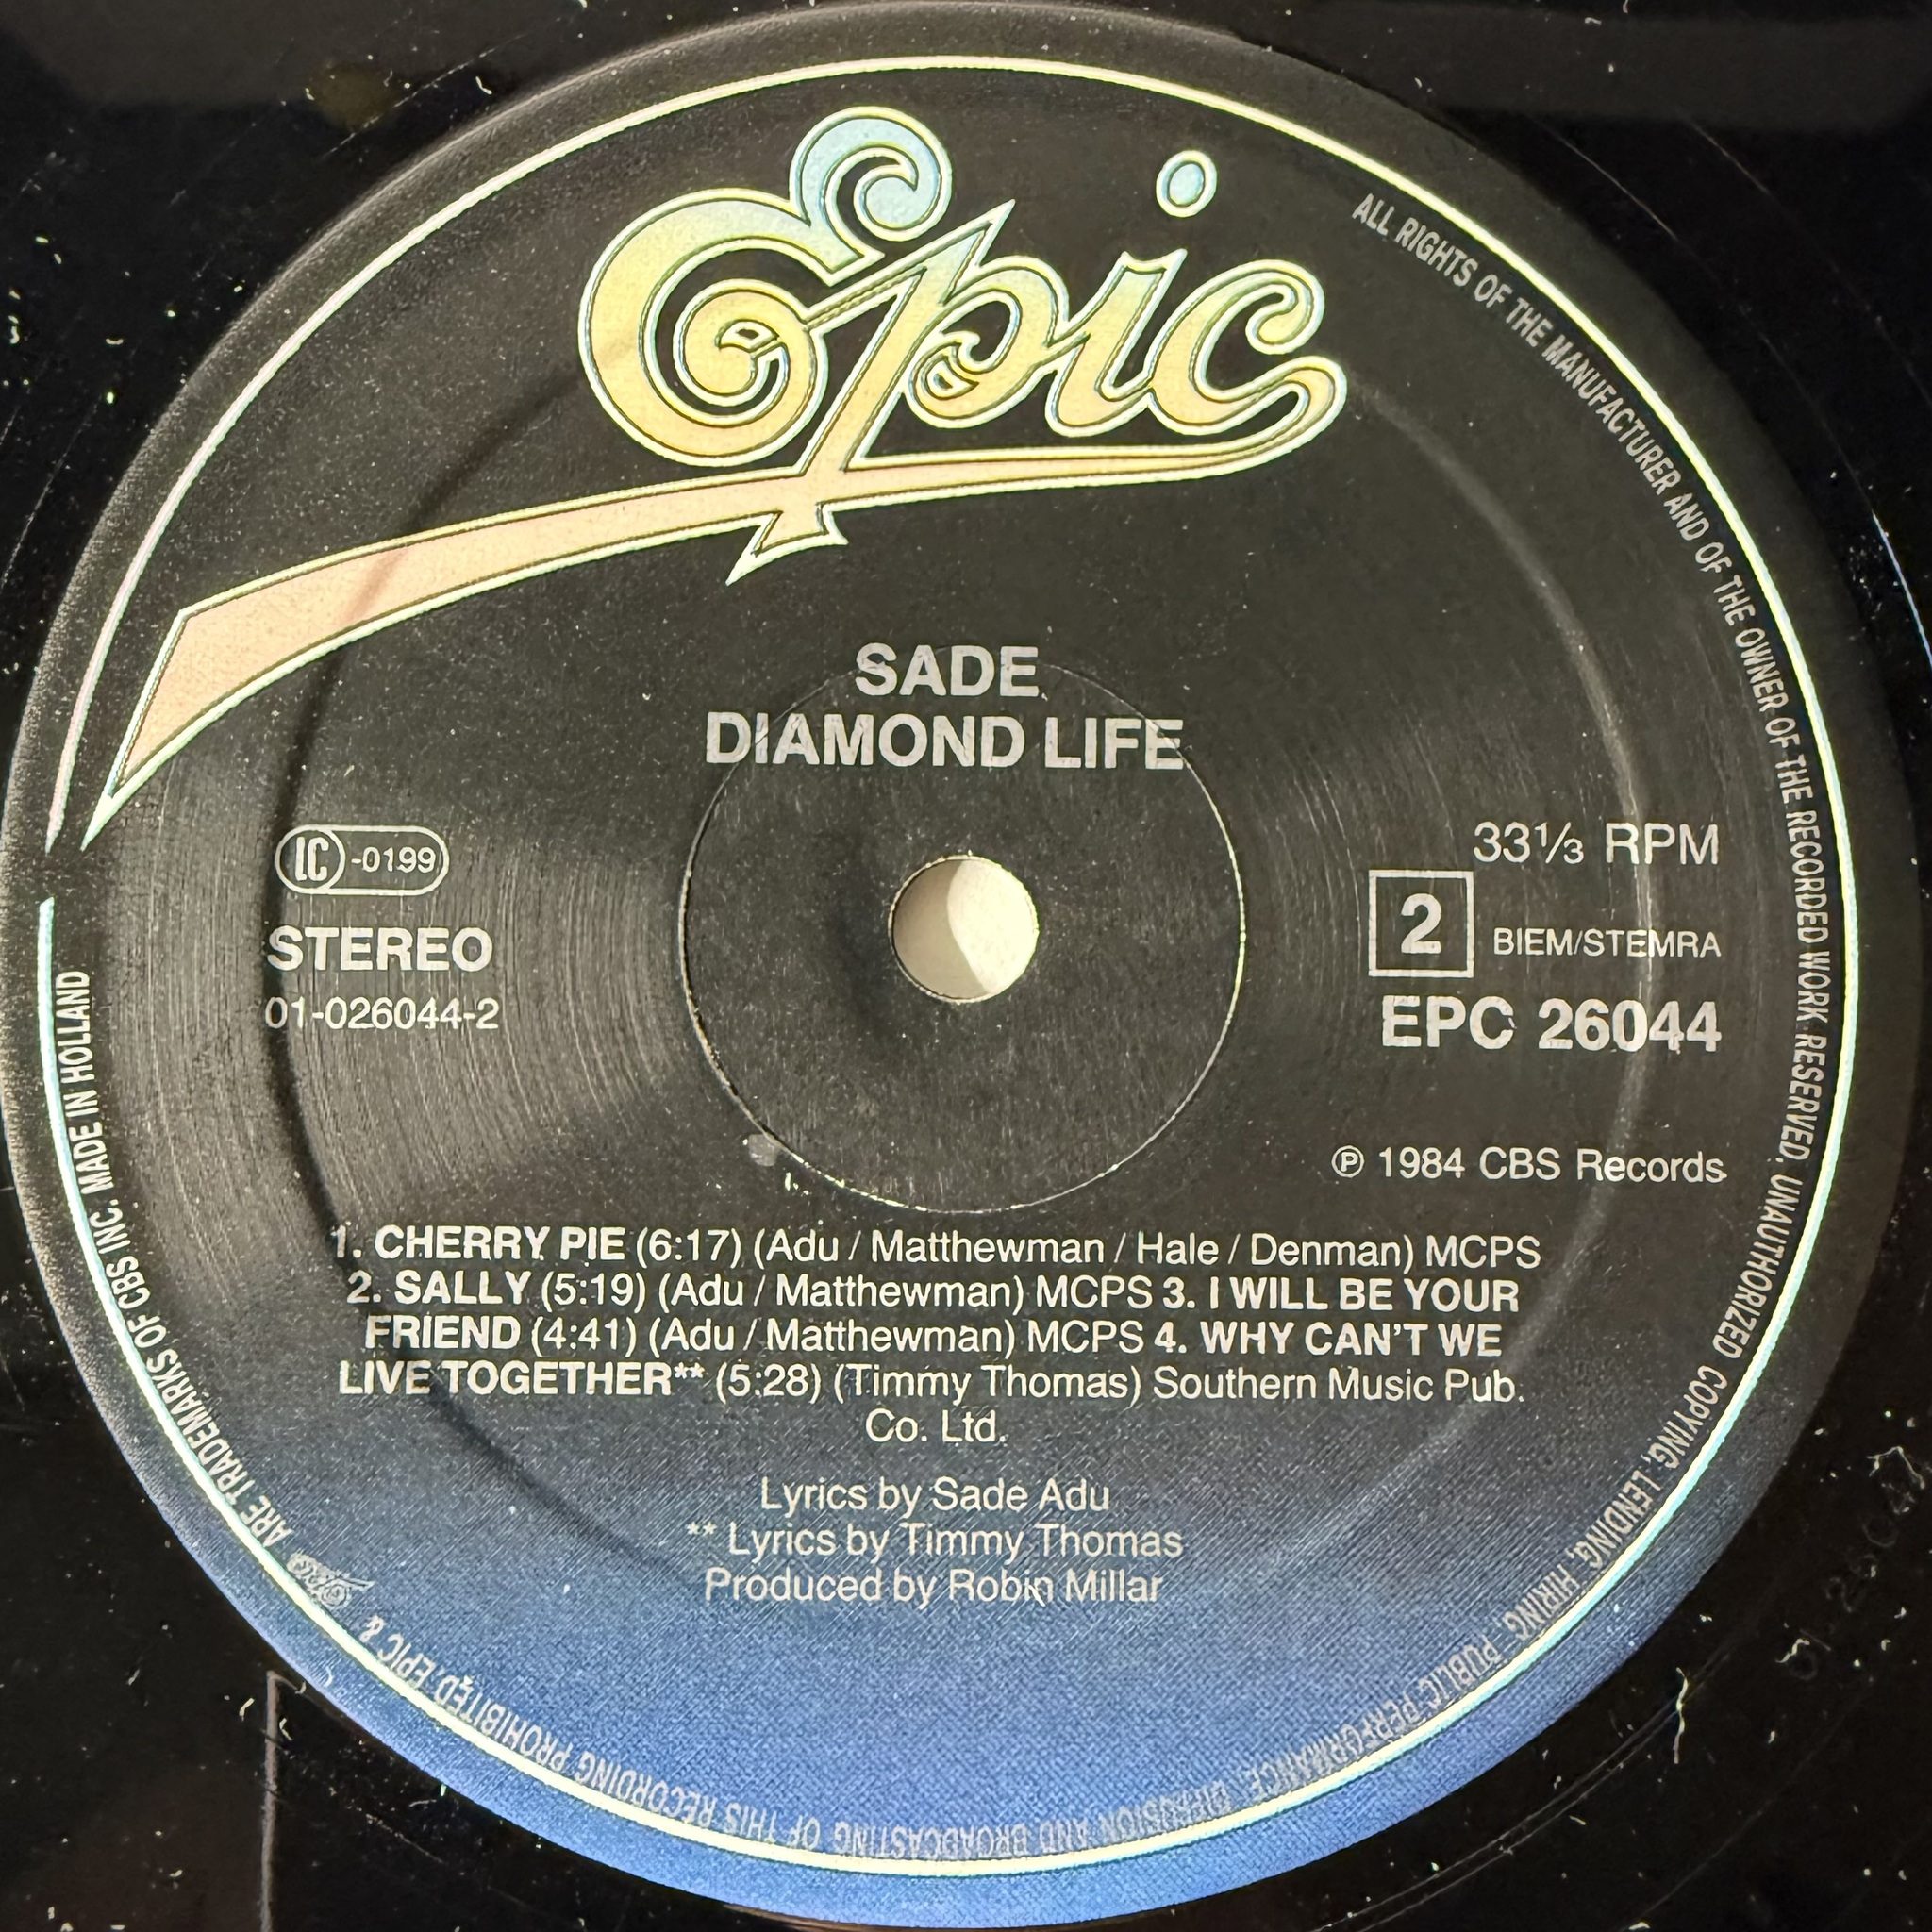 Epic
ALL RIGHTS OF THE MANUFACTURER AND OF THE OWNER OF THE RECORDED WORK RESERVED. UNAUTHORIZED COPYING, LENDING, HIRING, PUBLIC PERFORMANCE, DIFFUSION AND BROADCASTING OF THIS RECORDING PROHIBITED. EPIC & ARE TRADEMARKS OF CBS INC. MADE IN HOLLAND
SADE
DIAMOND LIFE
LC -0199
STEREO
01-026044-2
33⅓ RPM
2 BIEM/STEMRA
EPC 26044
℗ 1984 CBS Records
1. CHERRY PIE (6:17) (Adu / Matthewman / Hale / Denman) MCPS
2. SALLY (5:19) (Adu / Matthewman) MCPS 3. I WILL BE YOUR
FRIEND (4:41) (Adu / Matthewman) MCPS 4. WHY CAN'T WE
LIVE TOGETHER** (5:28) (Timmy Thomas) Southern Music Pub.
Co. Ltd.
Lyrics by Sade Adu
** Lyrics by Timmy Thomas
Produced by Robin Millar